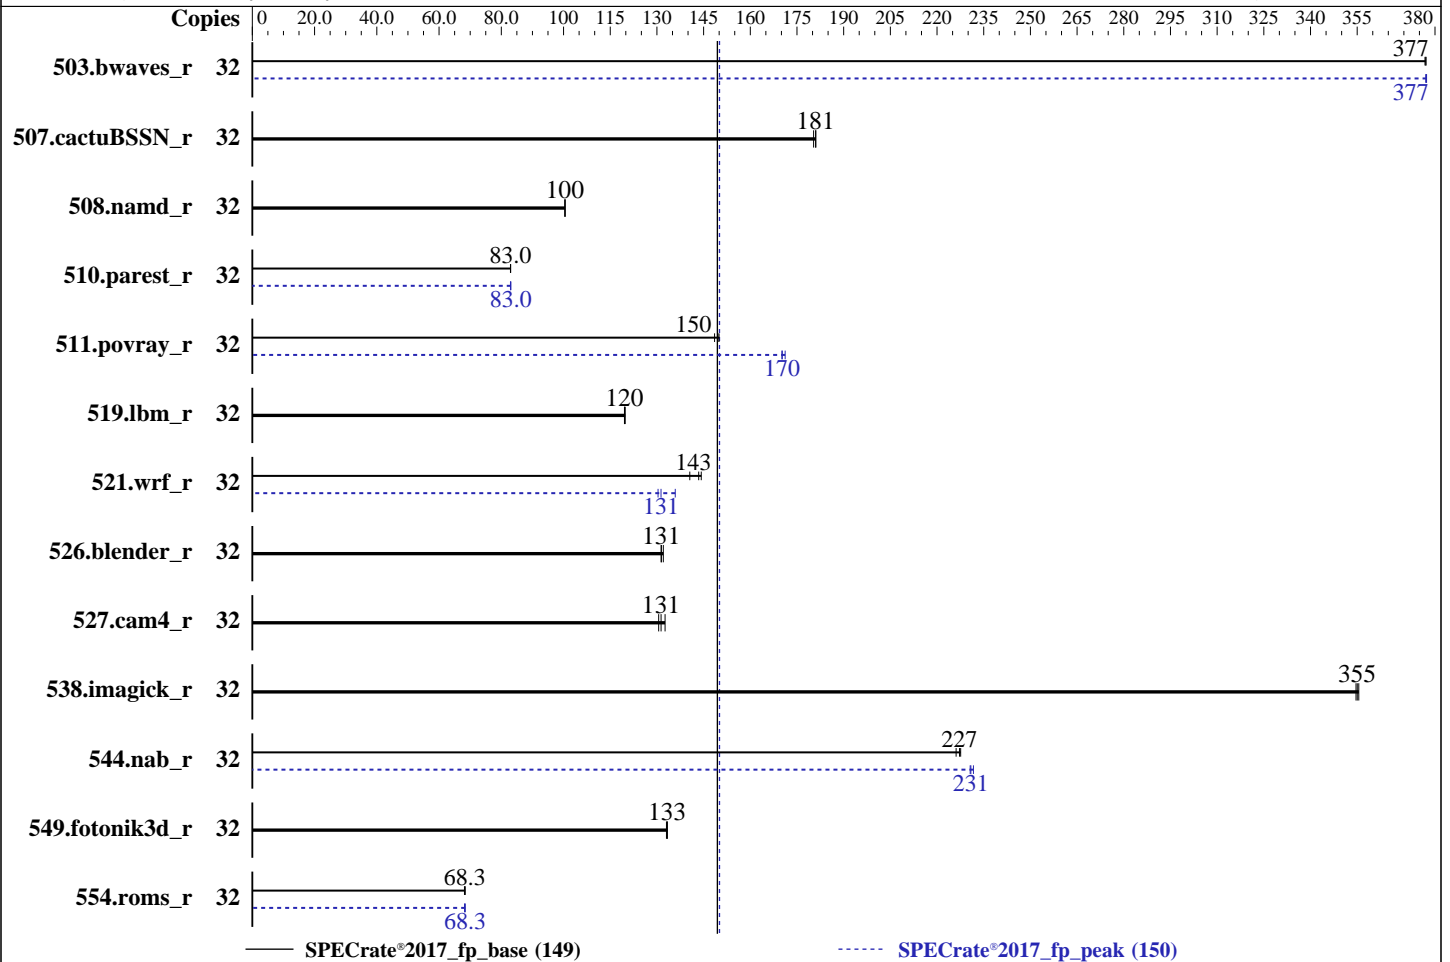 Copies 0 20.0 40.0 60.0 80.0 100 115 130 145 160 175 190 205 220 235 250 265 280 295 310 325 340 355 380
503.bwaves_r 32 377
377
507.cactuBSSN_r 32 181
508.namd_r 32 100
510.parest_r 32 83.0
83.0
511.povray_r 32 150
170
519.lbm_r 32 120
521.wrf_r 32 143
131
526.blender_r 32 131
527.cam4_r 32 131
538.imagick_r 32 355
544.nab_r 32 227
231
549.fotonik3d_r 32 133
554.roms_r 32 68.3
68.3
SPECrate®2017_fp_base (149) SPECrate®2017_fp_peak (150)